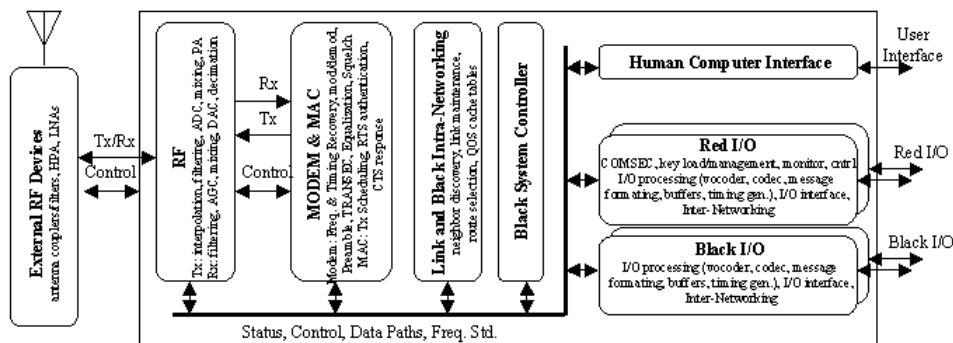 External RF Devices
antenna couplers filters, HPA, LNAs
Tx/Rx
Control
RF
Tx: interpolation, filtering, ADC, mixing, PA
Rx: filtering, AGC, mixing, DAC, decimation
Rx
Tx
Control
MODEM & MAC
Modem: Freq. & Timing Recovery, mod/demod,
Preamble, TRANSEC, Equalization, Squelch
MAC: Tx Scheduling, RTS authentication,
CTS response
Link and Black Intra-Networking
neighbor discovery, link maintenance,
route selection, QOS cache tables
Black System Controller
Human Computer Interface
User
Interface
Red I/O
COMSEC, key load/management, monitor, cntrl
I/O processing (vocoder, codec, message
formating, buffers, timing gen.), I/O interface,
Inter-Networking
Red I/O
Black I/O
I/O processing (vocoder, codec, message
formating, buffers, timing gen.), I/O interface,
Inter-Networking
Black I/O
Status, Control, Data Paths, Freq. Std.